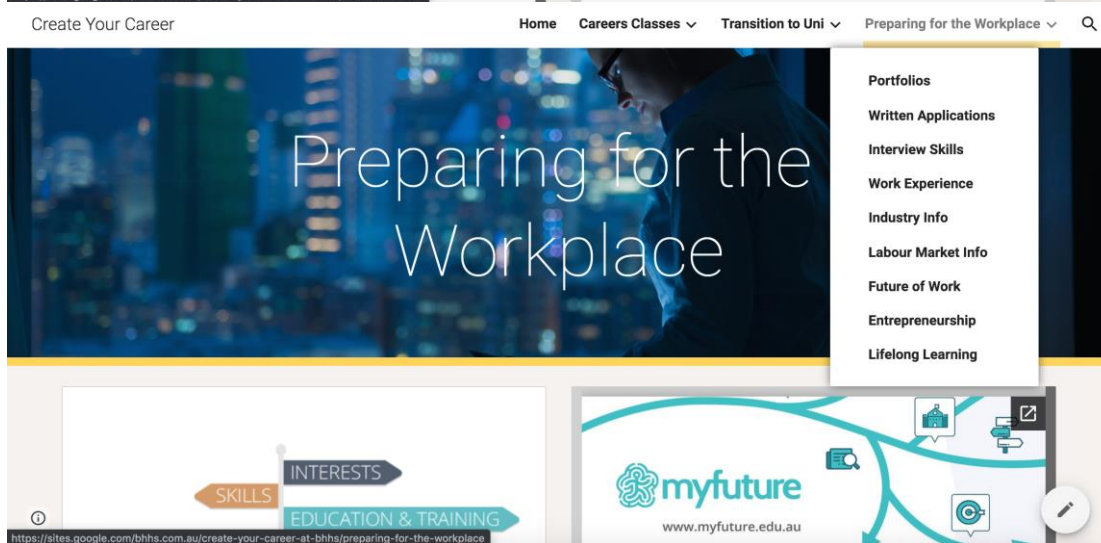 Create Your Career
Home Careers Classes Transition to Uni Preparing for the Workplace
Portfolios
Written Applications
Interview Skills
Work Experience
Industry Info
Labour Market Info
Future of Work
Entrepreneurship
Lifelong Learning
Preparing for the
Workplace
INTERESTS
SKILLS
EDUCATION & TRAINING
myfuture
www.myfuture.edu.au
https://sites.google.com/bhhs.com.au/create-your-career-at-bhhs/preparing-for-the-workplace